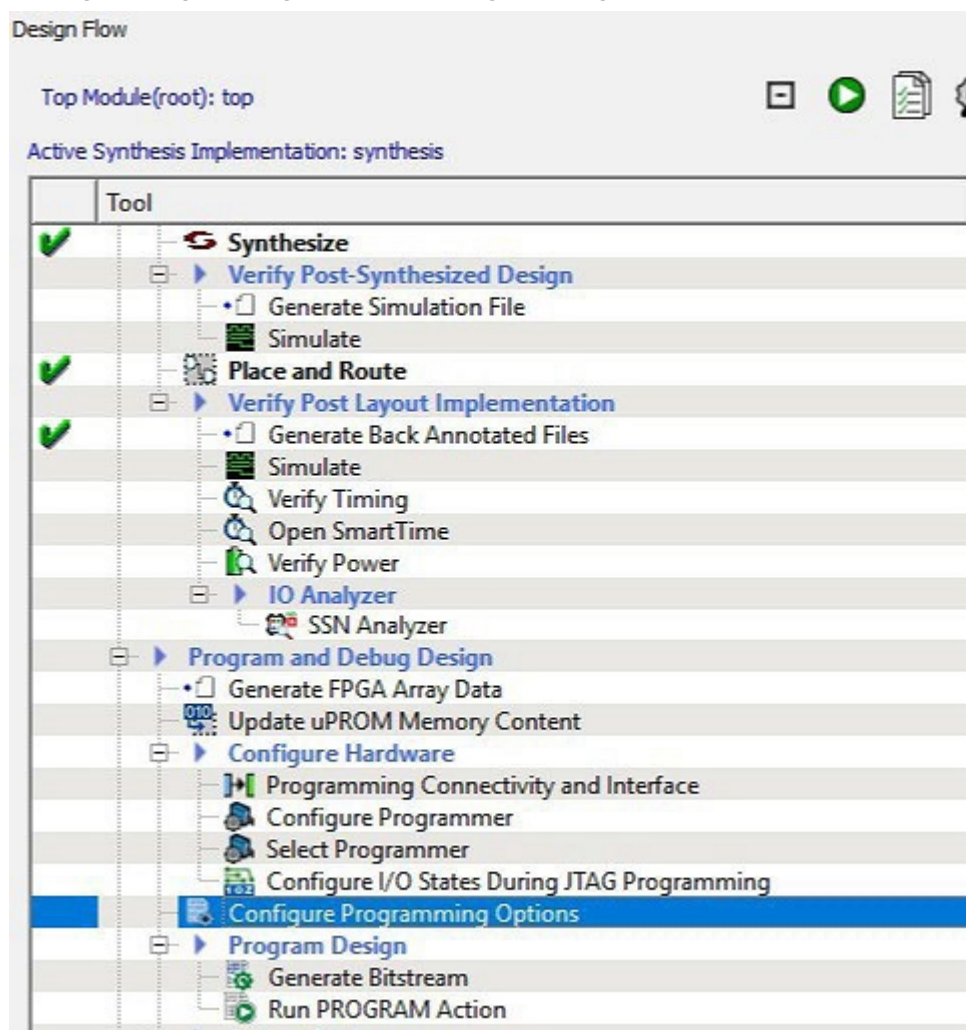 Design Flow
Top Module(root): top
Active Synthesis Implementation: synthesis
Tool
Synthesize
Verify Post-Synthesized Design
Generate Simulation File
Simulate
Place and Route
Verify Post Layout Implementation
Generate Back Annotated Files
Simulate
Verify Timing
Open SmartTime
Verify Power
IO Analyzer
SSN Analyzer
Program and Debug Design
Generate FPGA Array Data
Update uPROM Memory Content
Configure Hardware
Programming Connectivity and Interface
Configure Programmer
Select Programmer
Configure I/O States During JTAG Programming
Configure Programming Options
Program Design
Generate Bitstream
Run PROGRAM Action